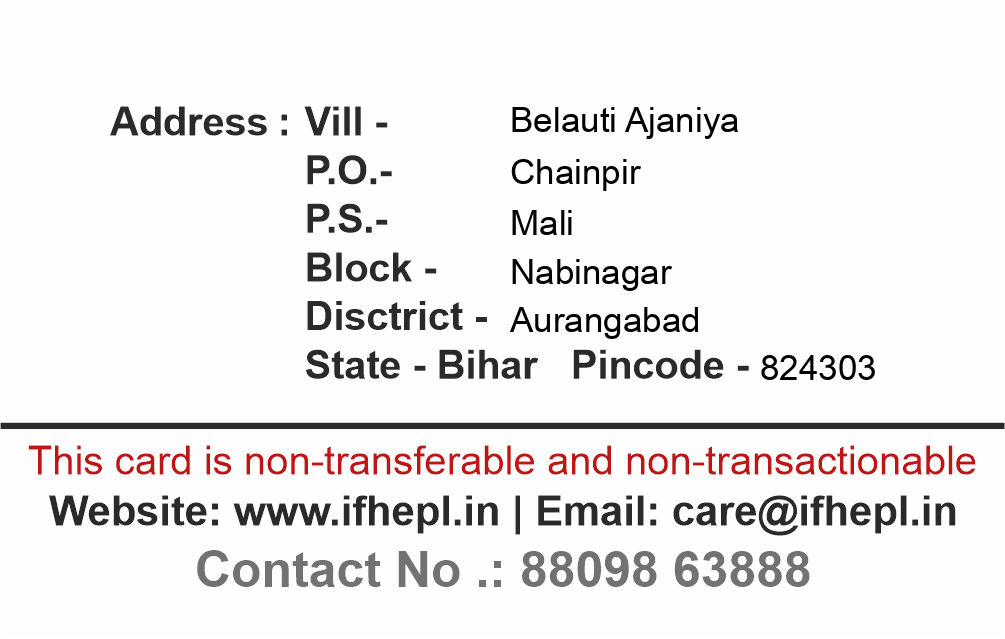 Address : Vill - Belauti Ajaniya
P.O.- Chainpir
P.S.- Mali
Block - Nabinagar
Disctrict - Aurangabad
State - Bihar Pincode - 824303
This card is non-transferable and non-transactionable
Website: www.ifhepl.in | Email: care@ifhepl.in
Contact No .: 88098 63888